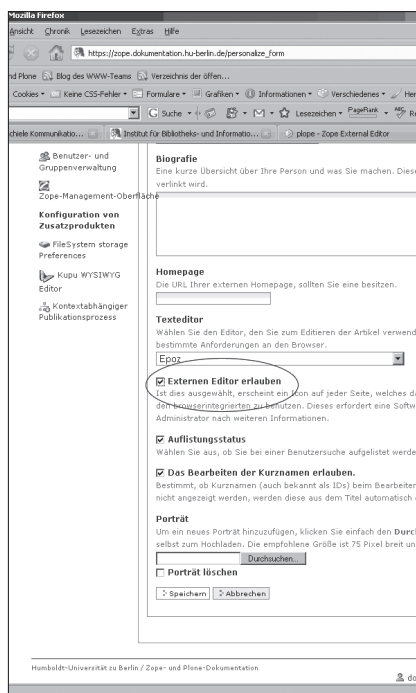 Mozilla Firefox
Ansicht Chronik Lesezeichen Extras Hilfe
https://zope.dokumentation.hu-berlin.de/personalize_form
nd Plone Blog des WWW-Teams Verzeichnis der öffen...
Cookies Keine CSS-Fehler Formulare Grafiken Informationen Verschiedenes Her
G Suche M Lesezeichen PageRank Re
chiele Kommunikatio... Institut für Bibliotheks- und Informatio... plope - Zope External Editor
Benutzer- und
Gruppenverwaltung
Zope-Management-Oberfläche
Konfiguration von
Zusatzprodukten
FileSystem storage
Preferences
Kupu WYSIWYG
Editor
Kontextabhängiger
Publikationsprozess
Biografie
Eine kurze Übersicht über Ihre Person und was Sie machen. Diese
verlinkt wird.
Homepage
Die URL Ihrer externen Homepage, sollten Sie eine besitzen.
Texteditor
Wählen Sie den Editor, den Sie zum Editieren der Artikel verwend
bestimmte Anforderungen an den Browser.
Epoz
Externen Editor erlauben
Ist dies ausgewählt, erscheint ein Icon auf jeder Seite, welches da
den browserintegrierten zu benutzen. Dieses erfordert eine Softw
Administrator nach weiteren Informationen.
Auflistungsstatus
Wählen Sie aus, ob Sie bei einer Benutzersuche aufgelistet werde
Das Bearbeiten der Kurznamen erlauben.
Bestimmt, ob Kurznamen (auch bekannt als IDs) beim Bearbeiten
nicht angezeigt werden, werden diese aus dem Titel automatisch
Porträt
Um ein neues Porträt hinzuzufügen, klicken Sie einfach den Durch
selbst zum Hochladen. Die empfohlene Größe ist 75 Pixel breit un
Durchsuchen...
Porträt löschen
Speichern Abbrechen
Humboldt-Universität zu Berlin / Zope- und Plone-Dokumentation
de